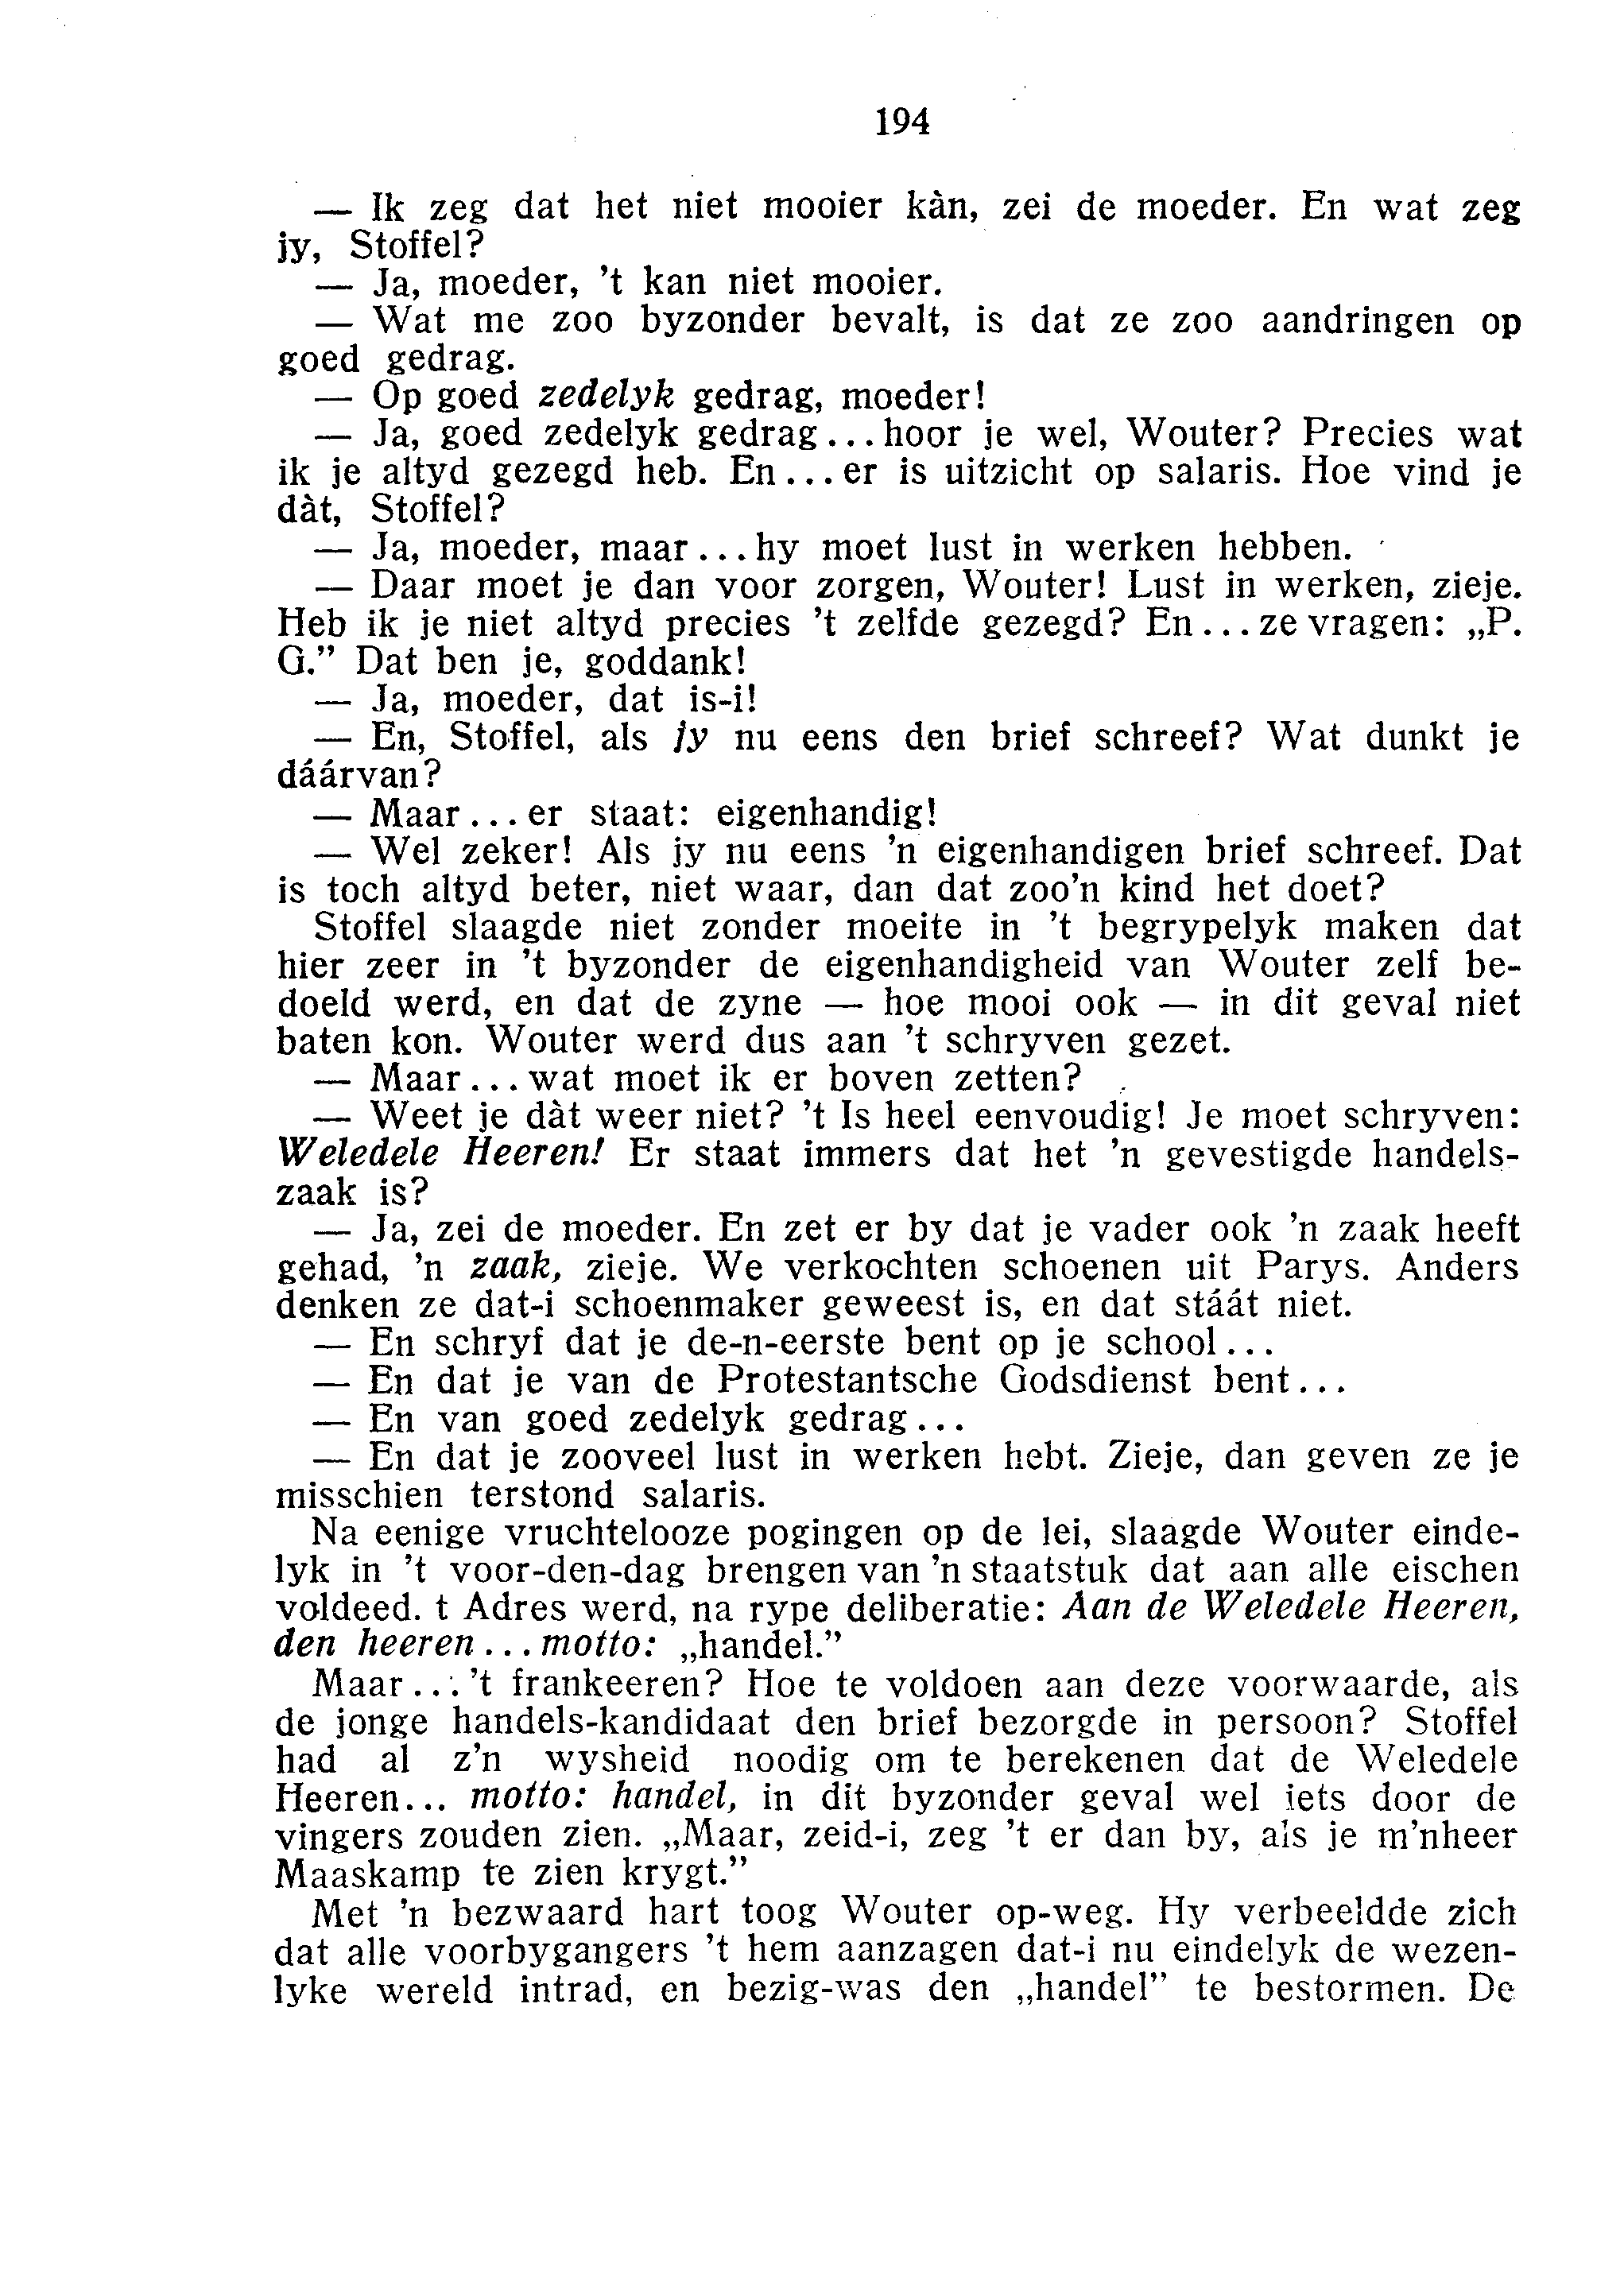 194
— Ik zeg dat het niet mooier kàn, zei de moeder. En wat zeg
jy, Stoffel?
— Ja, moeder, ’t kan niet mooier.
— Wat me zoo byzonder bevalt, is dat ze zoo aandringen op
goed gedrag.
— Op goed zedelyk gedrag, moeder!
— Ja, goed zedelyk gedrag... hoor je wel, Wouter? Precies wat
ik je altyd gezegd heb. En... er is uitzicht op salaris. Hoe vind je
dàt, Stoffel?
— Ja, moeder, maar... hy moet lust in werken hebben.
— Daar moet je dan voor zorgen, Wouter! Lust in werken, zieje.
Heb ik je niet altyd precies ’t zelfde gezegd? En... ze vragen: „P.
G.” Dat ben je, goddank!
— Ja, moeder, dat is-i!
— En, Stoffel, als jy nu eens den brief schreef? Wat dunkt je
dáárvan?
— Maar... er staat: eigenhandig!
— Wel zeker! Als jy nu eens ’n eigenhandigen brief schreef. Dat
is toch altyd beter, niet waar, dan dat zoo’n kind het doet?
Stoffel slaagde niet zonder moeite in ’t begrypelyk maken dat
hier zeer in ’t byzonder de eigenhandigheid van Wouter zelf be-
doeld werd, en dat de zyne — hoe mooi ook — in dit geval niet
baten kon. Wouter werd dus aan ’t schryven gezet.
— Maar... wat moet ik er boven zetten?
— Weet je dàt weer niet? ’t Is heel eenvoudig! Je moet schryven:
Weledele Heeren! Er staat immers dat het ’n gevestigde handels-
zaak is?
— Ja, zei de moeder. En zet er by dat je vader ook ’n zaak heeft
gehad, ’n zaak, zieje. We verkochten schoenen uit Parys. Anders
denken ze dat-i schoenmaker geweest is, en dat stáát niet.
— En schryf dat je de-n-eerste bent op je school...
— En dat je van de Protestantsche Godsdienst bent...
— En van goed zedelyk gedrag...
— En dat je zooveel lust in werken hebt. Zieje, dan geven ze je
misschien terstond salaris.
Na eenige vruchtelooze pogingen op de lei, slaagde Wouter einde-
lyk in ’t voor-den-dag brengen van ’n staatstuk dat aan alle eischen
voldeed. t Adres werd, na rype deliberatie: Aan de Weledele Heeren,
den heeren... motto: „handel.”
Maar... ’t frankeeren? Hoe te voldoen aan deze voorwaarde, als
de jonge handels-kandidaat den brief bezorgde in persoon? Stoffel
had al z’n wysheid noodig om te berekenen dat de Weledele
Heeren... motto: handel, in dit byzonder geval wel iets door de
vingers zouden zien. „Maar, zeid-i, zeg ’t er dan by, als je m’nheer
Maaskamp te zien krygt.”
Met ’n bezwaard hart toog Wouter op-weg. Hy verbeeldde zich
dat alle voorbygangers ’t hem aanzagen dat-i nu eindelyk de wezen-
lyke wereld intrad, en bezig-was den „handel” te bestormen. De